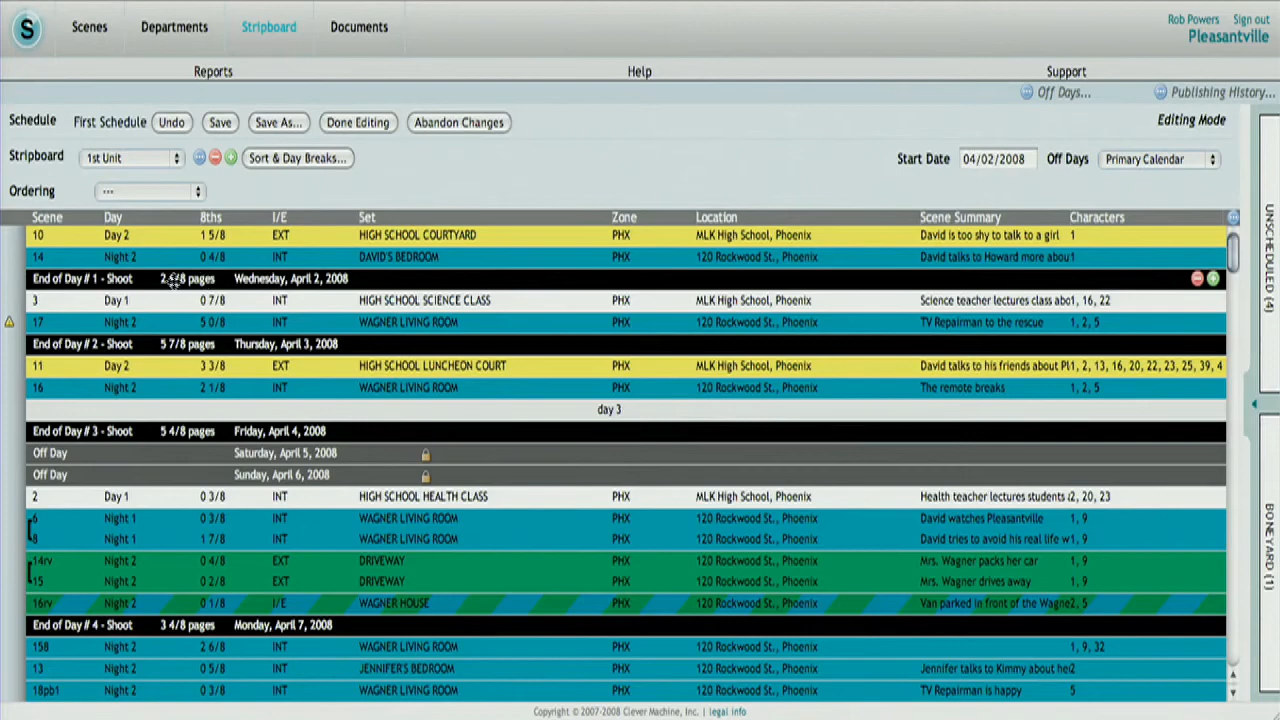 S Scenes Departments Stripboard Documents Rob Powers Sign out
Pleasantville
Reports Help Support
Off Days... Publishing History...
Schedule First Schedule Undo Save Save As... Done Editing Abandon Changes Editing Mode
Stripboard 1st Unit Sort & Day Breaks... Start Date 04/02/2008 Off Days Primary Calendar
Ordering ---
Scene Day 8ths I/E Set Zone Location Scene Summary Characters
10 Day 2 1 5/8 EXT HIGH SCHOOL COURTYARD PHX MLK High School, Phoenix David is too shy to talk to a girl 1
14 Night 2 0 4/8 INT DAVID'S BEDROOM PHX MLK High School, Phoenix David talks to Howard more abou 1
End of Day # 1 - Shoot pages Wednesday, April 2, 2008
3 Day 1 0 7/8 INT HIGH SCHOOL SCIENCE CLASS PHX MLK High School, Phoenix Science teacher lectures class abo 1, 16, 22
17 Night 2 5 0/8 INT WAGNER LIVING ROOM PHX 120 Rockwood St., Phoenix TV Repairman to the rescue 1, 2, 5
End of Day # 2 - Shoot 5 7/8 pages Thursday, April 3, 2008
11 Day 2 3 3/8 EXT HIGH SCHOOL LUNCHEON COURT PHX MLK High School, Phoenix David talks to his friends about Pl 1, 2, 13, 16, 20, 22, 23, 25, 39, 4
16 Night 2 2 1/8 INT WAGNER LIVING ROOM PHX 120 Rockwood St., Phoenix The remote breaks 1, 2, 5
day 3
End of Day # 3 - Shoot 5 4/8 pages Friday, April 4, 2008
Off Day Saturday, April 5, 2008
Off Day Sunday, April 6, 2008
2 Day 1 0 3/8 INT HIGH SCHOOL HEALTH CLASS PHX MLK High School, Phoenix Health teacher lectures students 2, 20, 23
6 Night 1 0 3/8 INT WAGNER LIVING ROOM PHX 120 Rockwood St., Phoenix David watches Pleasantville 1, 9
8 Night 1 1 7/8 INT WAGNER LIVING ROOM PHX 120 Rockwood St., Phoenix David tries to avoid his real life w 1, 9
14rv Night 2 0 4/8 EXT DRIVEWAY PHX 120 Rockwood St., Phoenix Mrs. Wagner packs her car 1, 9
15 Night 2 0 2/8 EXT DRIVEWAY PHX 120 Rockwood St., Phoenix Mrs. Wagner drives away 1, 9
16rv Night 2 0 1/8 I/E WAGNER HOUSE PHX 120 Rockwood St., Phoenix Van parked in front of the Wagne 2, 5
End of Day # 4 - Shoot 3 4/8 pages Monday, April 7, 2008
158 Night 2 2 6/8 INT WAGNER LIVING ROOM PHX 120 Rockwood St., Phoenix 1, 9, 32
13 Night 2 0 5/8 INT JENNIFER'S BEDROOM PHX 120 Rockwood St., Phoenix Jennifer talks to Kimmy about he 2
18pb1 Night 2 0 3/8 INT WAGNER LIVING ROOM PHX 120 Rockwood St., Phoenix TV Repairman is happy 5
UNSCHEDULED (4)
BONEYARD (1)
Copyright © 2007-2008 Clever Machine, Inc. | legal info